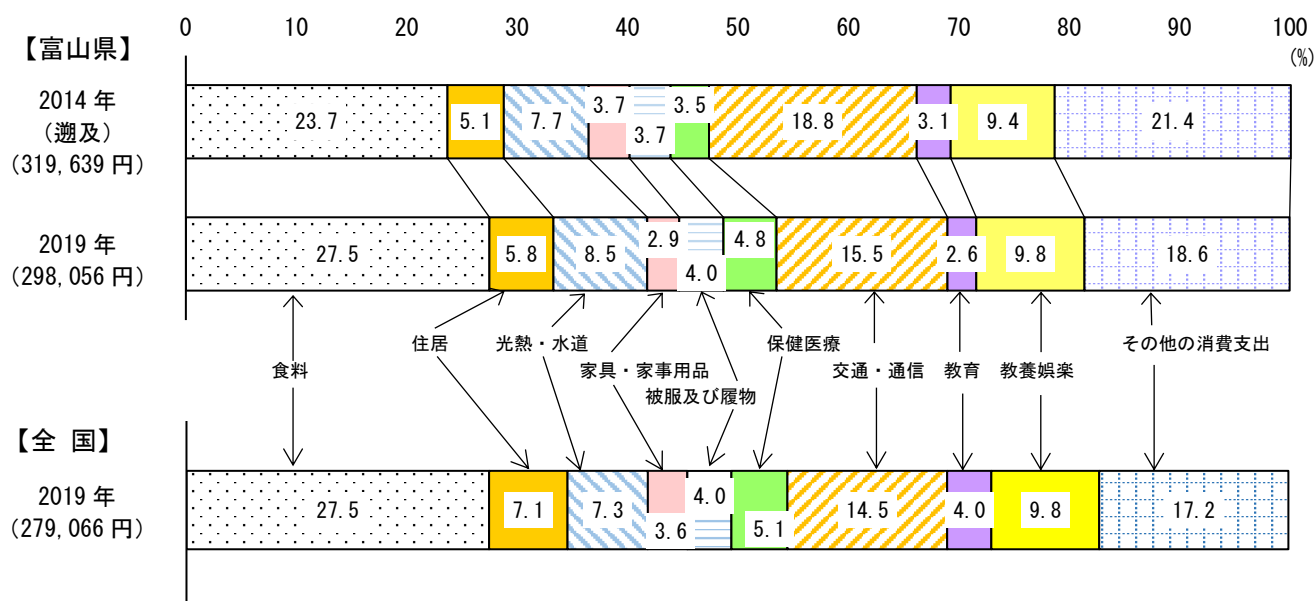 0 10 20 30 40 50 60 70 80 90 100
(%)
【富山県】
2014 年
(遡及)
(319,639 円)
23.7 5.1 7.7 3.7 3.7 3.5 18.8 3.1 9.4 21.4
2019 年
(298,056 円)
27.5 5.8 8.5 2.9 4.0 4.8 15.5 2.6 9.8 18.6
食料
住居
光熱・水道
家具・家事用品
被服及び履物
保健医療
交通・通信
教育
教養娯楽
その他の消費支出
【全 国】
2019 年
(279,066 円)
27.5 7.1 7.3 3.6 4.0 5.1 14.5 4.0 9.8 17.2